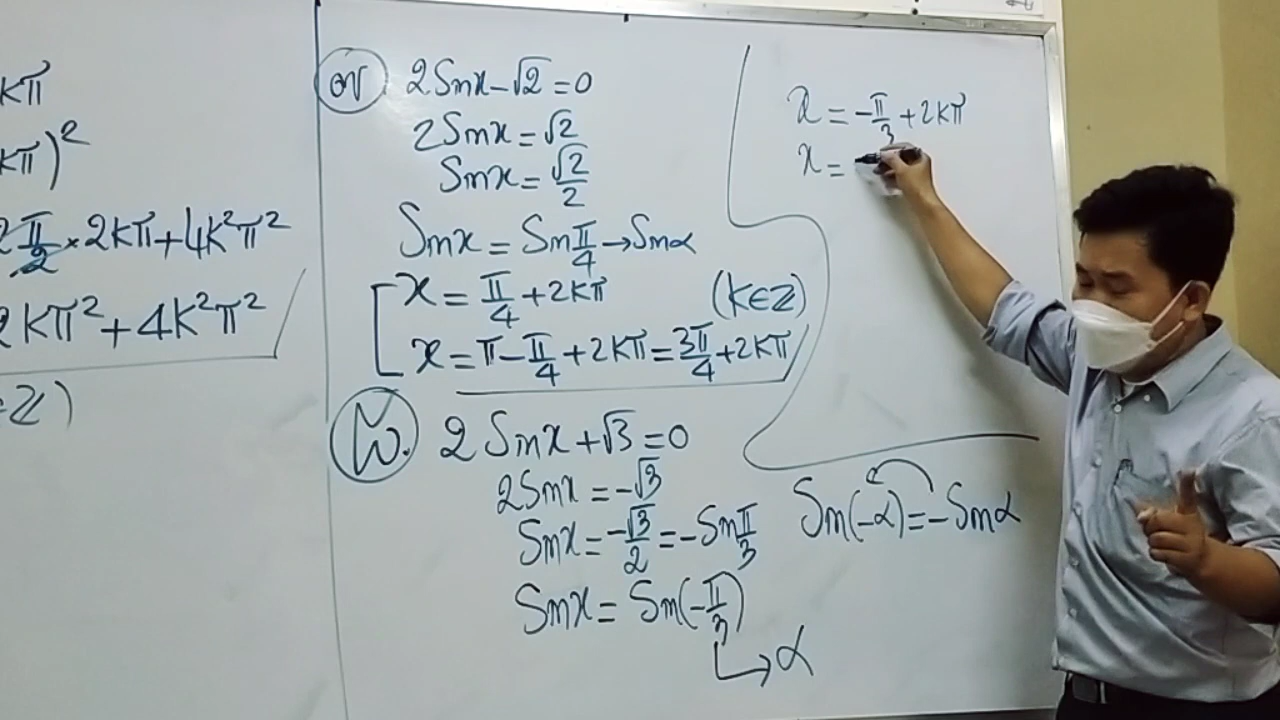 kπ
kπ)²
2π/2 × 2kπ + 4k²π²
2kπ² + 4k²π²
∈ℤ)
2Sinx - √2 = 0
2Sinx = √2
Sinx = √2/2
Sinx = Sin π/4 → Sinα
x = π/4 + 2kπ (k∈ℤ)
x = π - π/4 + 2kπ = 3π/4 + 2kπ
2Sinx + √3 = 0
2Sinx = -√3
Sinx = -√3/2 = -Sin π/3
Sinx = Sin(-π/3)
α
x = -π/3 + 2kπ
x =
Sin(-α) = -Sinα